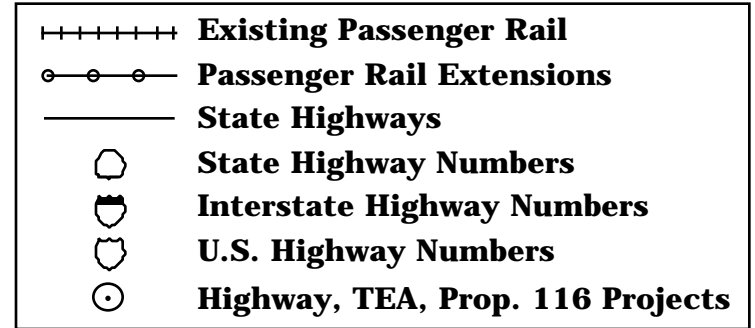 Existing Passenger Rail
Passenger Rail Extensions
State Highways
State Highway Numbers
Interstate Highway Numbers
U.S. Highway Numbers
Highway, TEA, Prop. 116 Projects